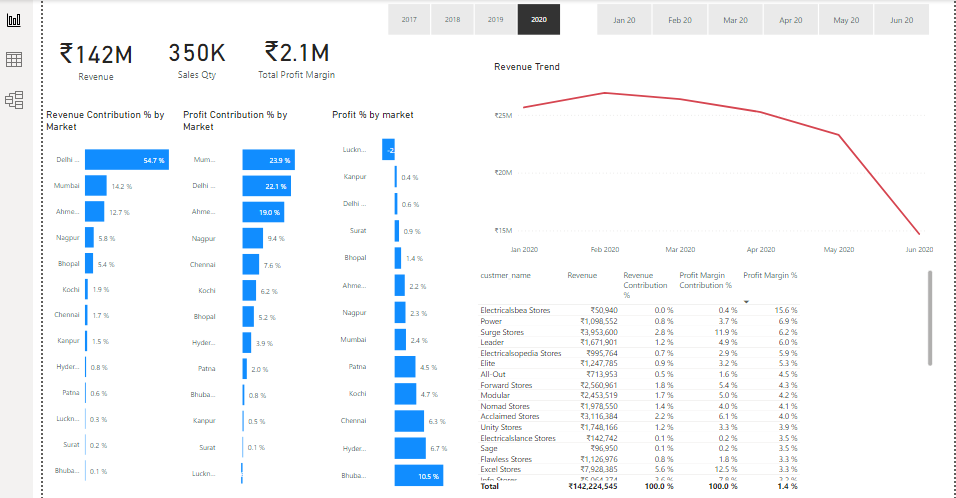 2017 2018 2019 2020 Jan 20 Feb 20 Mar 20 Apr 20 May 20 Jun 20
₹142M 350K ₹2.1M
Revenue Sales Qty Total Profit Margin
Revenue Trend
₹25M
₹20M
₹15M
Jan 2020 Feb 2020 Mar 2020 Apr 2020 May 2020 Jun 2020
Revenue Contribution % by
Market
Delhi ... 54.7 %
Mumbai 14.2 %
Ahme... 12.7 %
Nagpur 5.8 %
Bhopal 5.4 %
Kochi 1.9 %
Chennai 1.7 %
Kanpur 1.5 %
Hyder... 0.8 %
Patna 0.6 %
Luckn... 0.3 %
Surat 0.2 %
Bhuba... 0.1 %
Profit Contribution % by
Market
Mum... 23.9 %
Delhi ... 22.1 %
Ahme... 19.0 %
Nagpur 9.4 %
Chennai 7.6 %
Kochi 6.2 %
Bhopal 5.2 %
Hyder... 3.9 %
Patna 2.0 %
Bhuba... 0.8 %
Kanpur 0.5 %
Surat 0.1 %
Luckn...
Profit % by market
Luckn...
Kanpur 0.4 %
Delhi ... 0.6 %
Surat 0.9 %
Bhopal 1.4 %
Ahme... 2.2 %
Nagpur 2.3 %
Mumbai 2.4 %
Patna 4.5 %
Kochi 4.7 %
Chennai 6.3 %
Hyder... 6.7 %
Bhuba... 10.5 %
custmer_name Revenue Revenue Profit Margin Profit Margin %
Contribution Contribution %
%
Electricalsbea Stores ₹50,940 0.0 % 0.4 % 15.6 %
Power ₹1,098,552 0.8 % 3.7 % 6.9 %
Surge Stores ₹3,953,600 2.8 % 11.9 % 6.2 %
Leader ₹1,671,901 1.2 % 4.9 % 6.0 %
Electricalsopedia Stores ₹995,764 0.7 % 2.9 % 5.9 %
Elite ₹1,247,785 0.9 % 3.2 % 5.3 %
All-Out ₹713,953 0.5 % 1.6 % 4.5 %
Forward Stores ₹2,560,961 1.8 % 5.4 % 4.3 %
Modular ₹2,453,519 1.7 % 5.0 % 4.2 %
Nomad Stores ₹1,978,550 1.4 % 4.0 % 4.1 %
Acclaimed Stores ₹3,116,384 2.2 % 6.1 % 4.0 %
Unity Stores ₹1,748,166 1.2 % 3.3 % 3.9 %
Electricalslance Stores ₹142,742 0.1 % 0.2 % 3.5 %
Sage ₹96,950 0.1 % 0.2 % 3.5 %
Flawless Stores ₹1,126,976 0.8 % 1.8 % 3.3 %
Excel Stores ₹7,928,385 5.6 % 12.5 % 3.3 %
Total ₹142,224,545 100.0 % 100.0 % 1.4 %